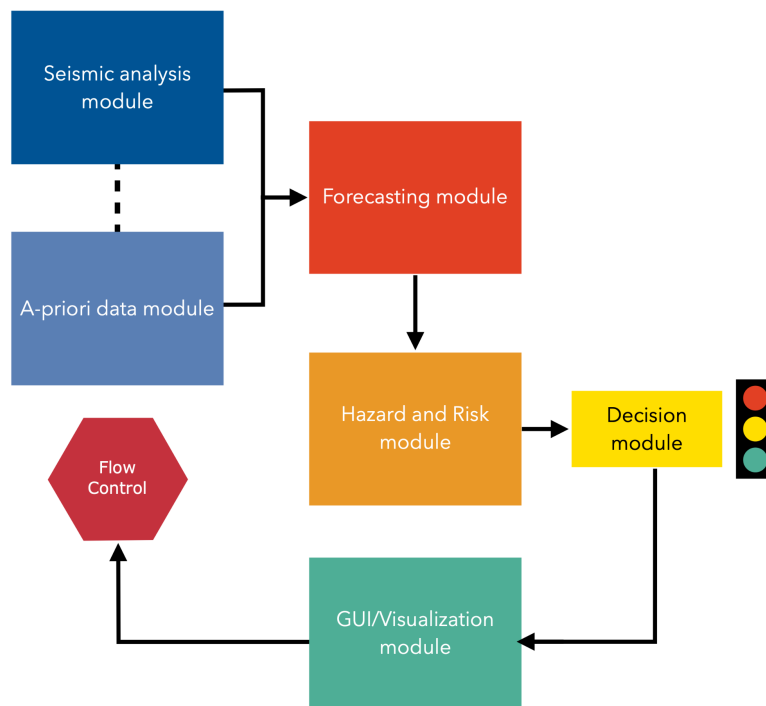 Seismic analysis
module
Forecasting module
A-priori data module
Hazard and Risk
module
Decision
module
Flow
Control
GUI/Visualization
module